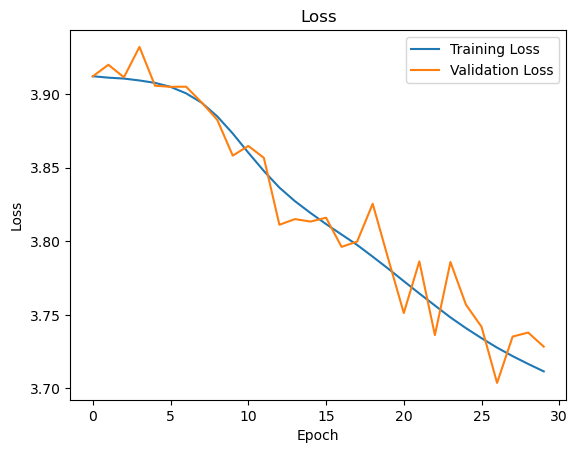 Loss
Training Loss
Validation Loss
3.90
3.85
3.80
3.75
3.70
Loss
0 5 10 15 20 25 30
Epoch